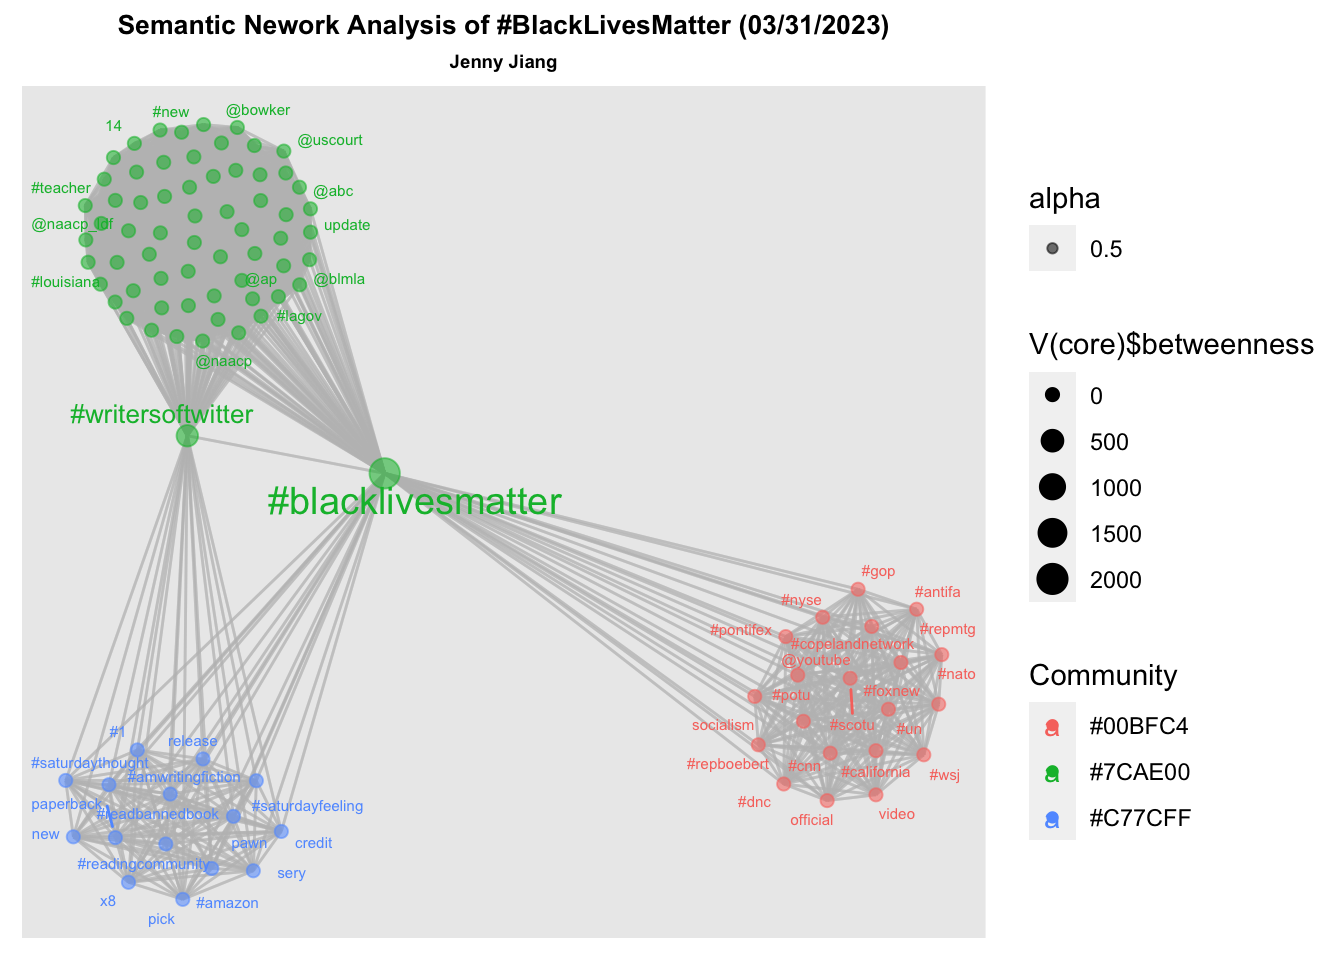 Semantic Nework Analysis of #BlackLivesMatter (03/31/2023)
Jenny Jiang
#new
@bowker
14
@uscourt
#teacher
@abc
@naacp_ldf
update
#louisiana
@ap
@blmla
#lagov
@naacp
#writersoftwitter
#blacklivesmatter
#gop
#antifa
#nyse
#pontifex
#repmtg
#copelandnetwork
@youtube
#nato
#potu
#foxnew
socialism
#scotu
#un
#repboebert
#cnn
#california
#wsj
#dnc
official
video
#1
release
#saturdaythought
#amwritingfiction
paperback
#saturdayfeeling
#readbannedbook
new
pawn
credit
#readingcommunity
sery
x8
#amazon
pick
alpha
0.5
V(core)$betweenness
0
500
1000
1500
2000
Community
a #00BFC4
a #7CAE00
a #C77CFF